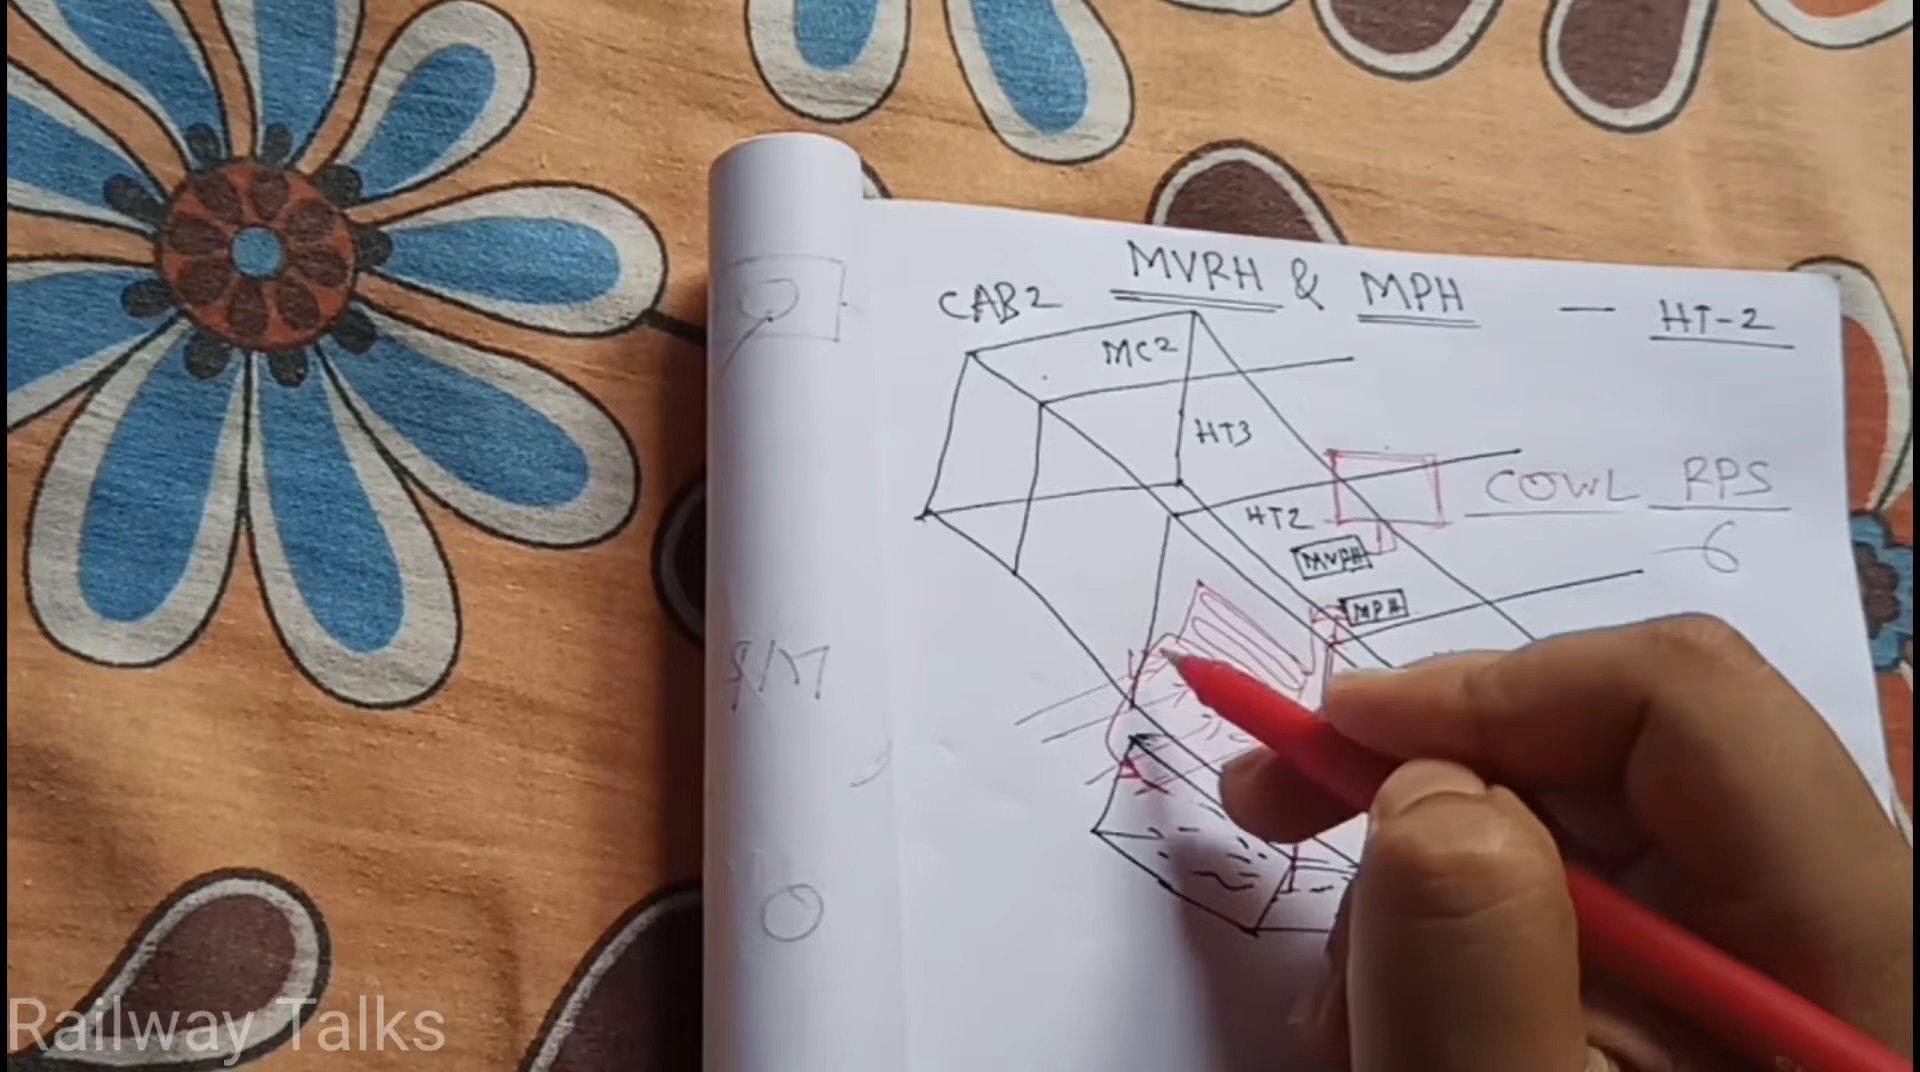 MVRH & MPH — HT-2
CAB2
MC2
HT3
COWL RPS
6
HT2
MVRH
MPH
Railway Talks